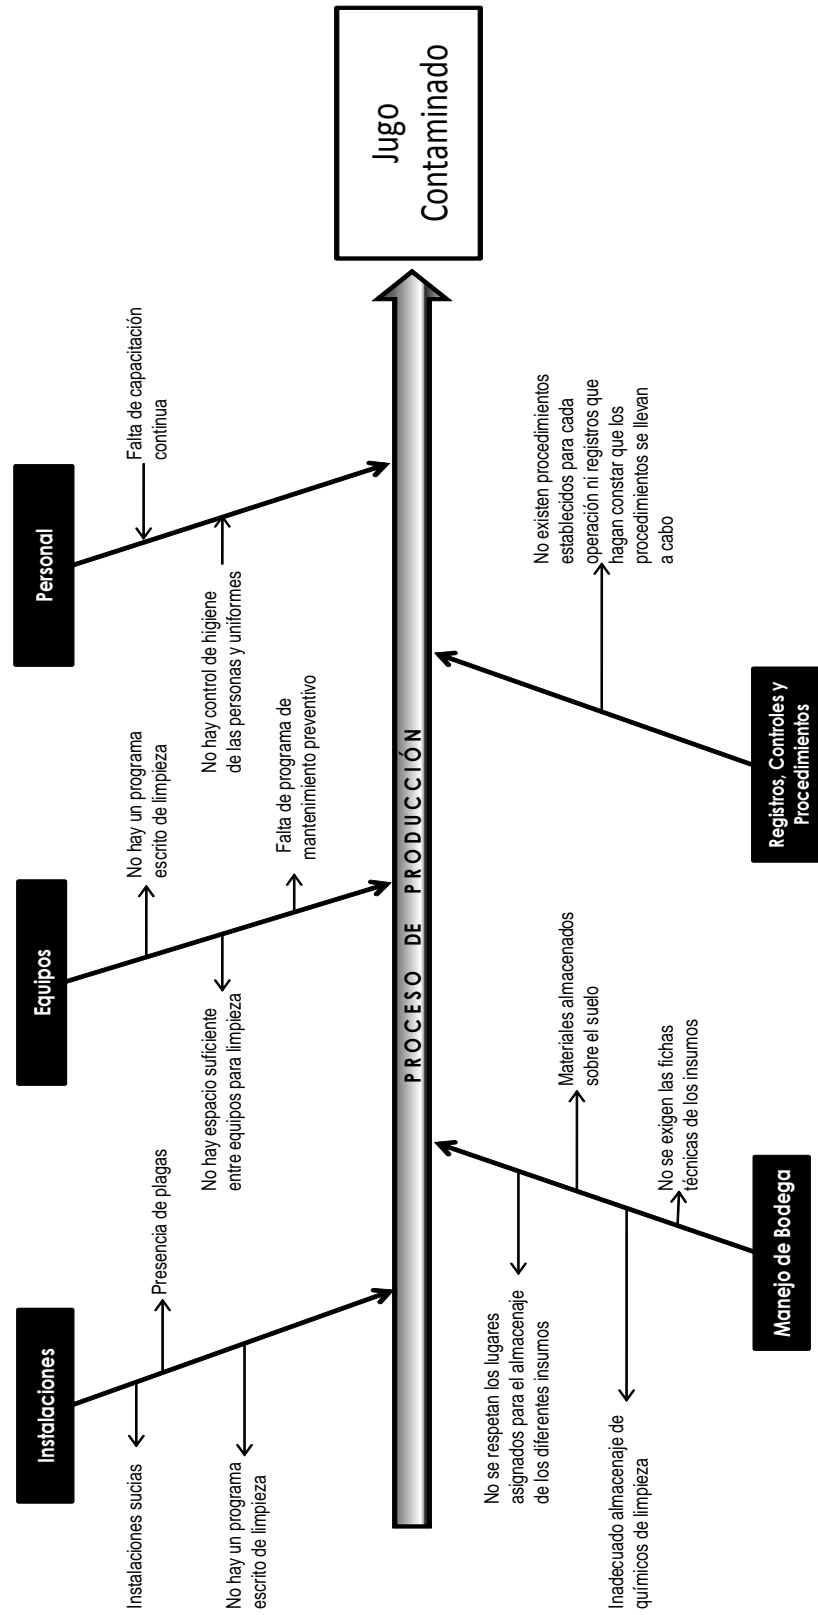 Instalaciones
Equipos
Personal
Instalaciones sucias
Presencia de plagas
No hay un programa
escrito de limpieza
No hay un programa
escrito de limpieza
No hay espacio suficiente
entre equipos para limpieza
Falta de programa de
mantenimiento preventivo
Falta de capacitación
continua
No hay control de higiene
de las personas y uniformes
PROCESO DE PRODUCCIÓN
Jugo
Contaminado
No se respetan los lugares
asignados para el almacenaje
de los diferentes insumos
Materiales almacenados
sobre el suelo
Inadecuado almacenaje de
químicos de limpieza
No se exigen las fichas
técnicas de los insumos
No existen procedimientos
establecidos para cada
operación ni registros que
hagan constar que los
procedimientos se llevan
a cabo
Manejo de Bodega
Registros, Controles y
Procedimientos